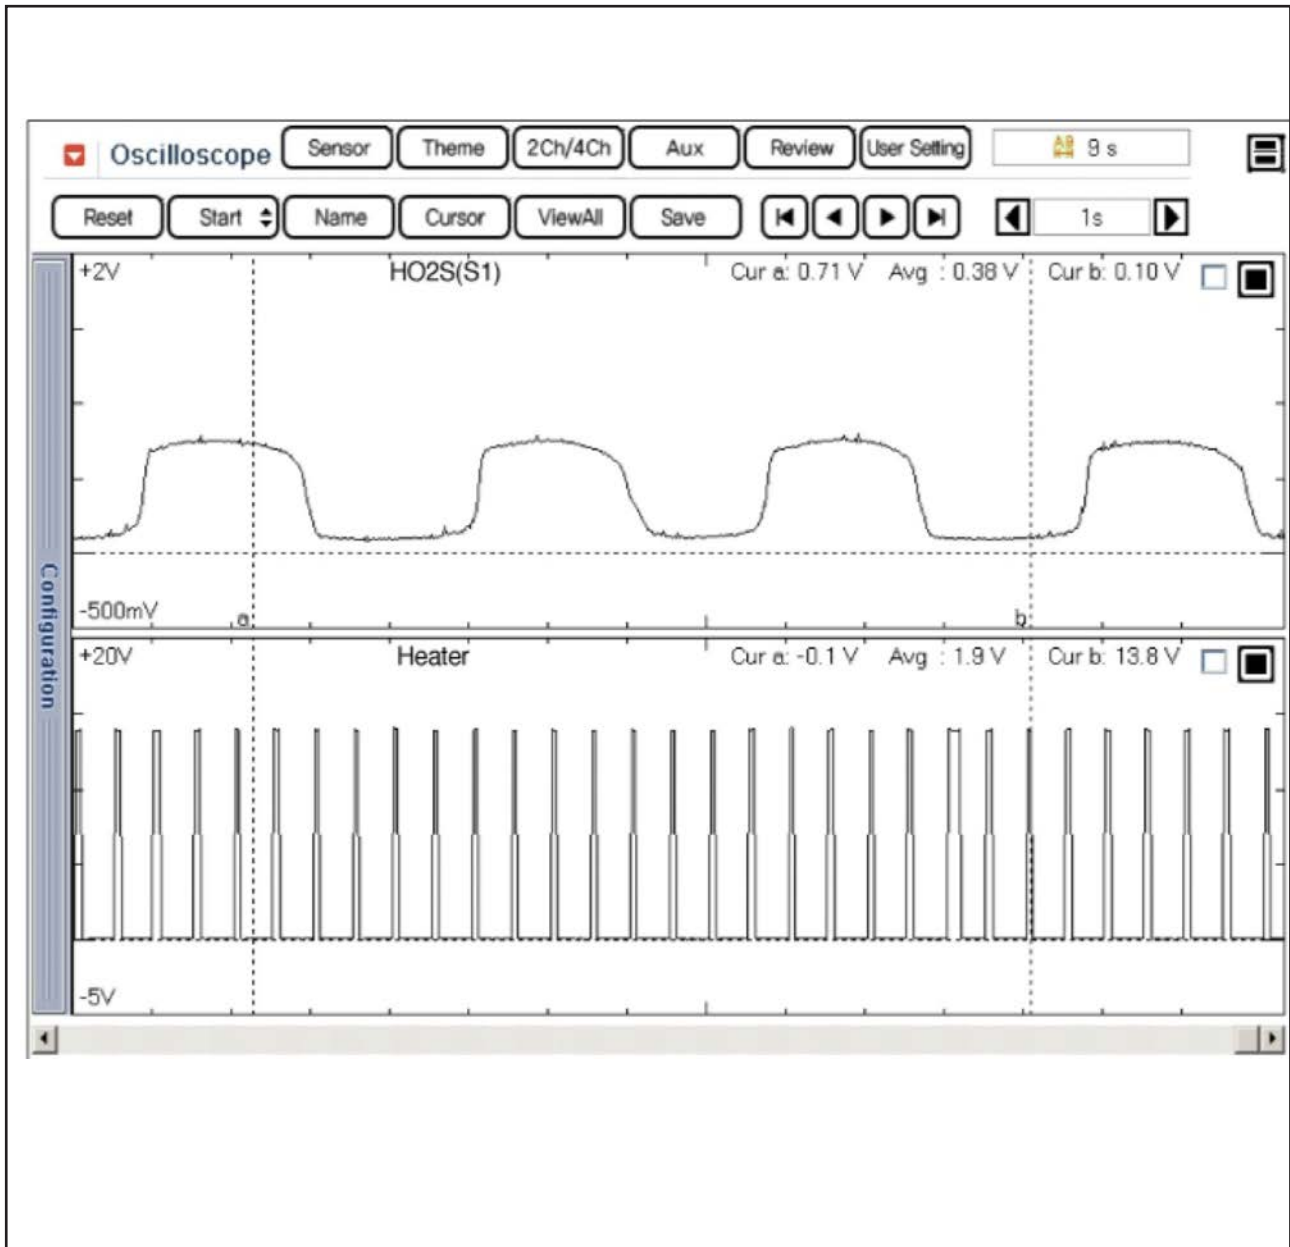 Oscilloscope Sensor Theme 2Ch/4Ch Aux Review User Setting AB 9 s
Reset Start Name Cursor ViewAll Save 1s
+2V HO2S(S1) Cur a: 0.71 V Avg : 0.38 V Cur b: 0.10 V
-500mV a b
Configuration
+20V Heater Cur a: -0.1 V Avg : 1.9 V Cur b: 13.8 V
-5V